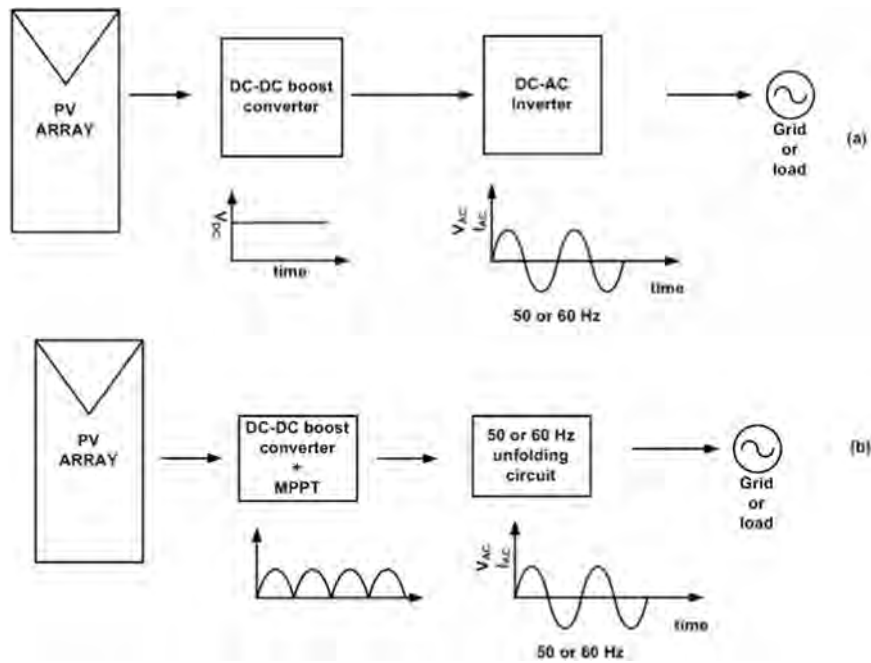 PV
ARRAY
DC-DC boost
converter
DC-AC
Inverter
Grid
or
load
(a)
VDC
time
VAC
IAC
time
50 or 60 Hz
PV
ARRAY
DC-DC boost
converter
+
MPPT
50 or 60 Hz
unfolding
circuit
Grid
or
load
(b)
VAC
IAC
time
50 or 60 Hz